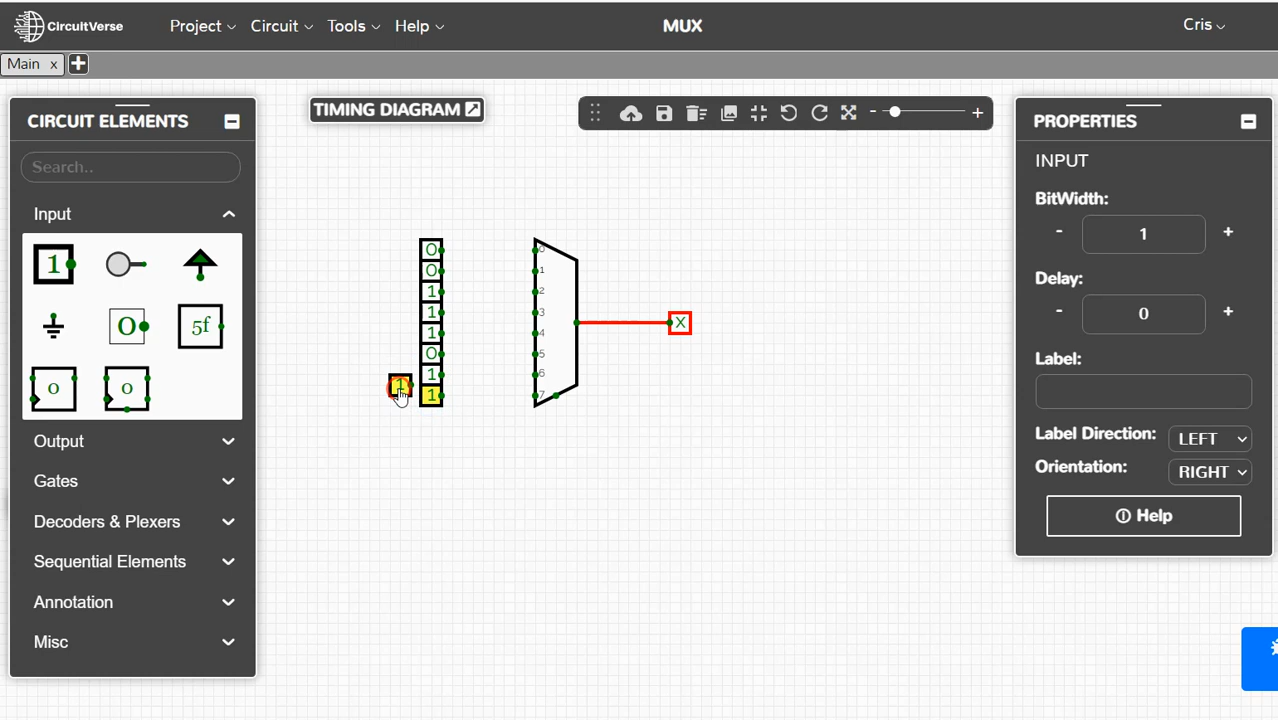 CircuitVerse Project Circuit Tools Help MUX Cris
Main x +
TIMING DIAGRAM
- +
CIRCUIT ELEMENTS
Search..
Input
1
O 5f
0 0
Output
Gates
Decoders & Plexers
Sequential Elements
Annotation
Misc
0 0
0 1
1 2
1 3
1 4
0 5
1 6
1 1 7
X
PROPERTIES
INPUT
BitWidth:
- 1 +
Delay:
- 0 +
Label:
Label Direction: LEFT
Orientation: RIGHT
Help